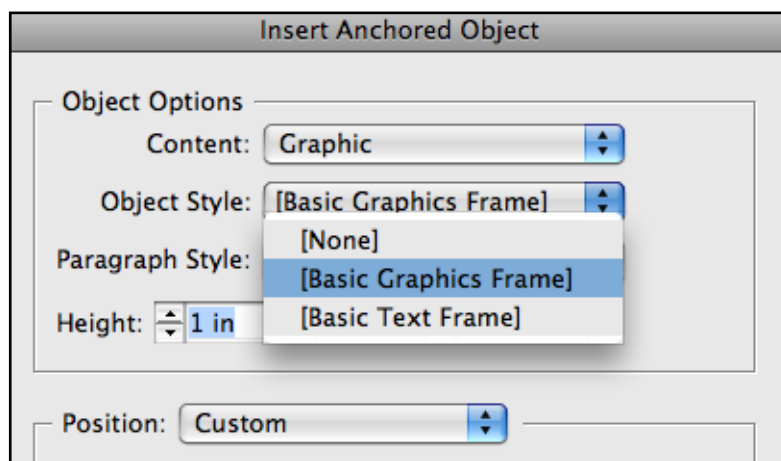 Insert Anchored Object
Object Options
Content: Graphic
Object Style: [Basic Graphics Frame]
[None]
Paragraph Style:
[Basic Graphics Frame]
Height: 1 in
[Basic Text Frame]
Position: Custom